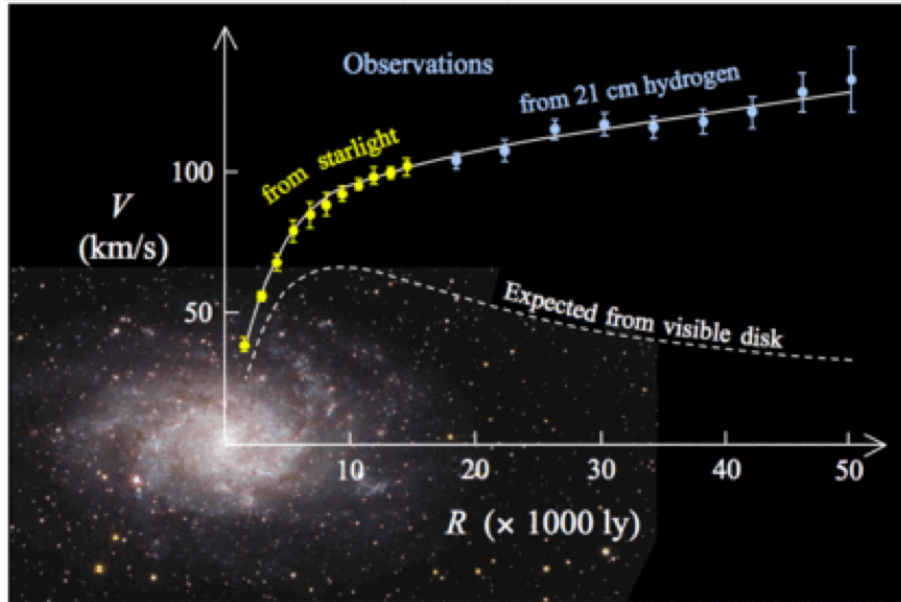 Observations
from 21 cm hydrogen
from starlight
100
V
(km/s)
50
Expected from visible disk
10 20 30 40 50
R (× 1000 ly)